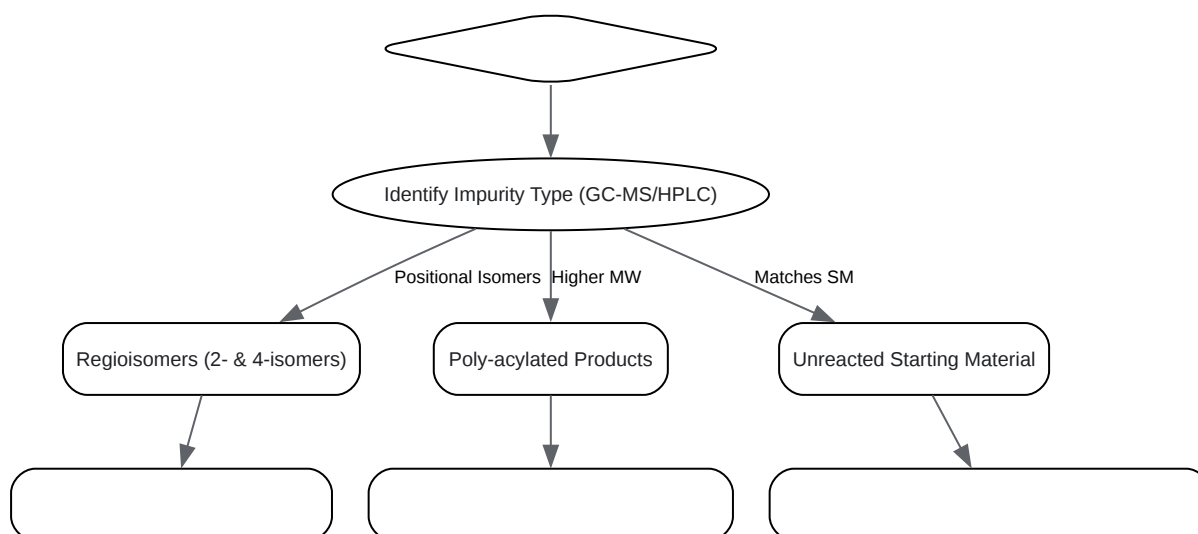 Identify Impurity Type (GC-MS/HPLC)
Positional Isomers
Higher MW
Matches SM
Regioisomers (2- & 4-isomers)
Poly-acylated Products
Unreacted Starting Material